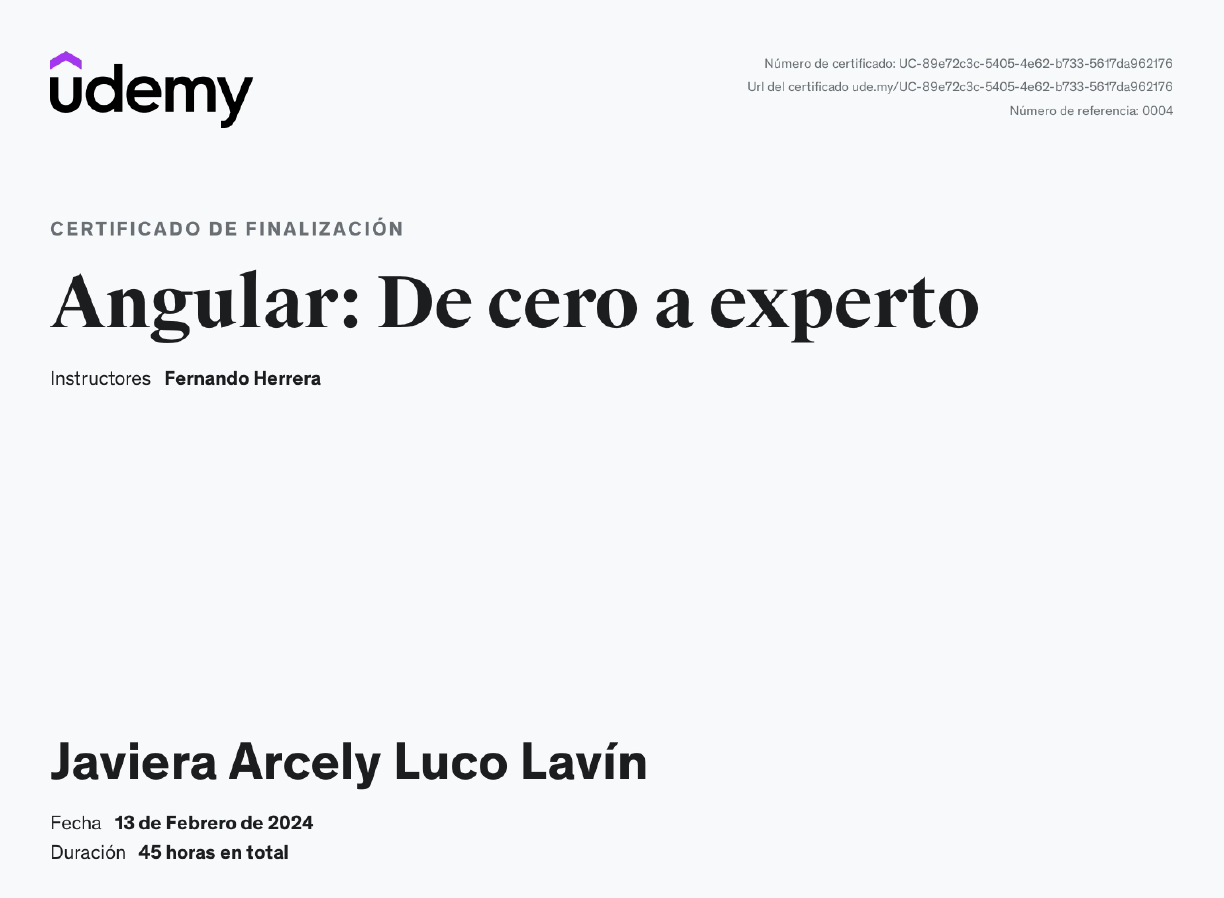 udemy
Número de certificado: UC-89e72c3c-5405-4e62-b733-5617da962176
Url del certificado ude.my/UC-89e72c3c-5405-4e62-b733-5617da962176
Número de referencia: 0004
CERTIFICADO DE FINALIZACIÓN
Angular: De cero a experto
Instructores Fernando Herrera
Javiera Arcely Luco Lavín
Fecha 13 de Febrero de 2024
Duración 45 horas en total